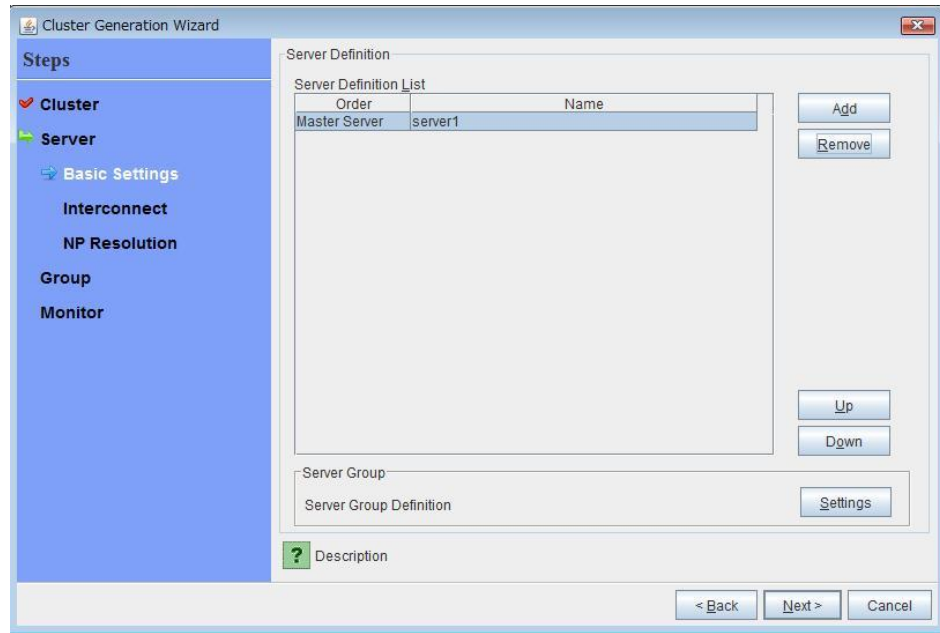 Cluster Generation Wizard
Steps
Cluster
Server
Basic Settings
Interconnect
NP Resolution
Group
Monitor
Server Definition
Server Definition List
Order Name
Master Server server1
Add
Remove
Up
Down
Server Group
Server Group Definition
Settings
? Description
< Back Next > Cancel